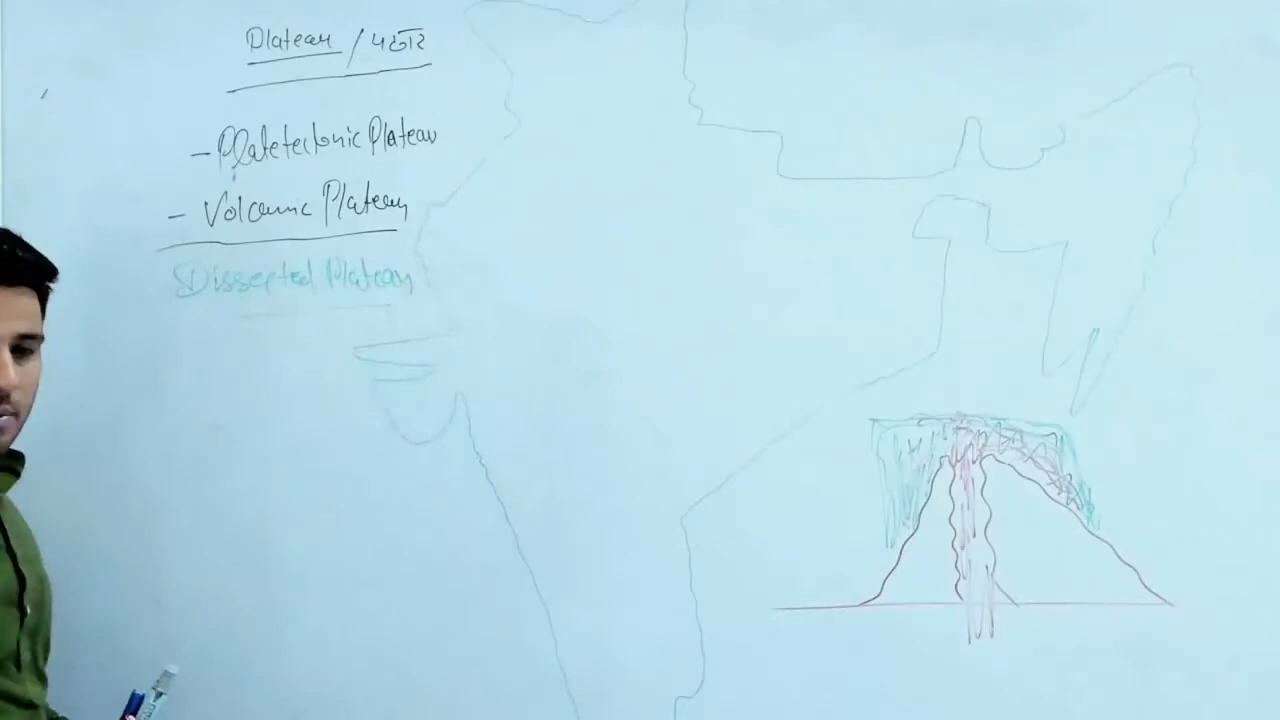 Plateau / पठार
- Platetectonic Plateau
- Volcanic Plateau
Dissected Plateau